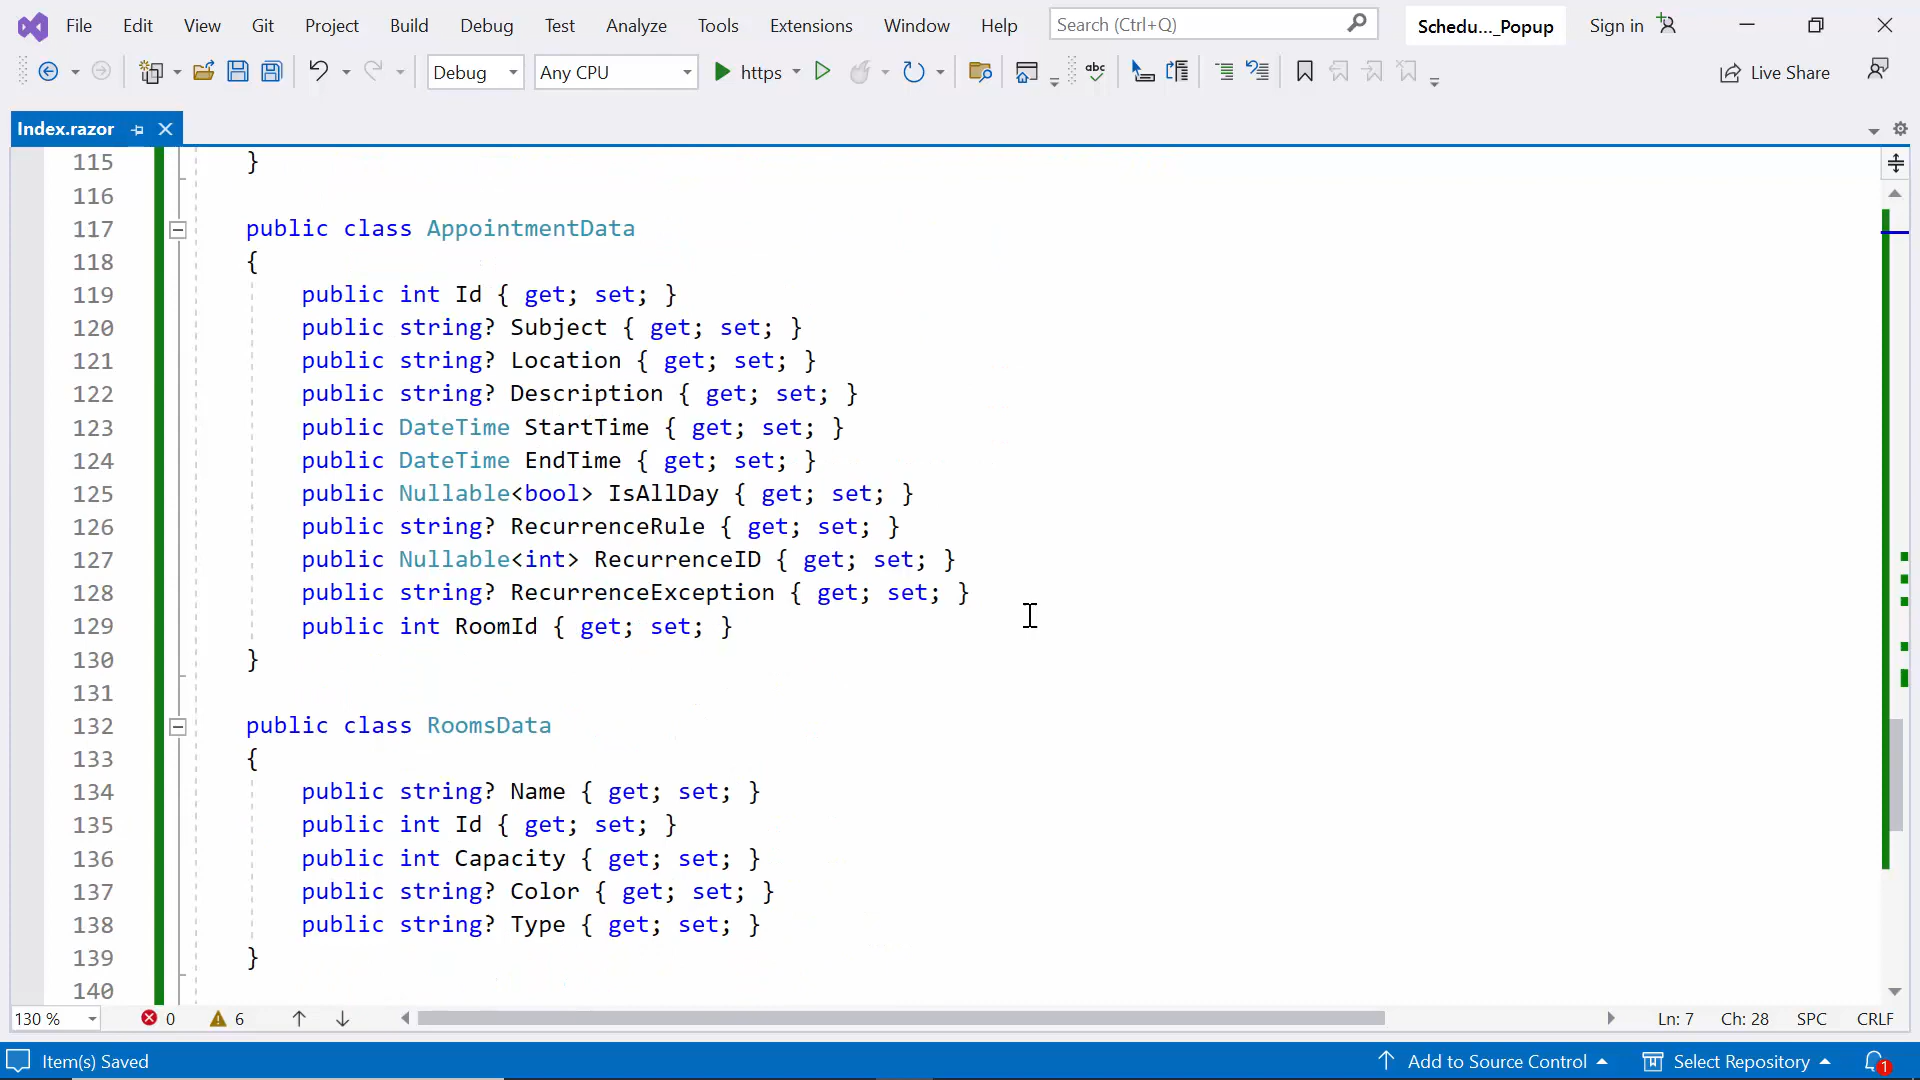 File Edit View Git Project Build Debug Test Analyze Tools Extensions Window Help Search (Ctrl+Q) Schedu..._Popup Sign in
Debug Any CPU https Live Share
Index.razor
115 }
116
117 public class AppointmentData
118 {
119 public int Id { get; set; }
120 public string? Subject { get; set; }
121 public string? Location { get; set; }
122 public string? Description { get; set; }
123 public DateTime StartTime { get; set; }
124 public DateTime EndTime { get; set; }
125 public Nullable<bool> IsAllDay { get; set; }
126 public string? RecurrenceRule { get; set; }
127 public Nullable<int> RecurrenceID { get; set; }
128 public string? RecurrenceException { get; set; }
129 public int RoomId { get; set; }
130 }
131
132 public class RoomsData
133 {
134 public string? Name { get; set; }
135 public int Id { get; set; }
136 public int Capacity { get; set; }
137 public string? Color { get; set; }
138 public string? Type { get; set; }
139 }
140
130 % 0 6 Ln: 7 Ch: 28 SPC CRLF
Item(s) Saved Add to Source Control Select Repository 1